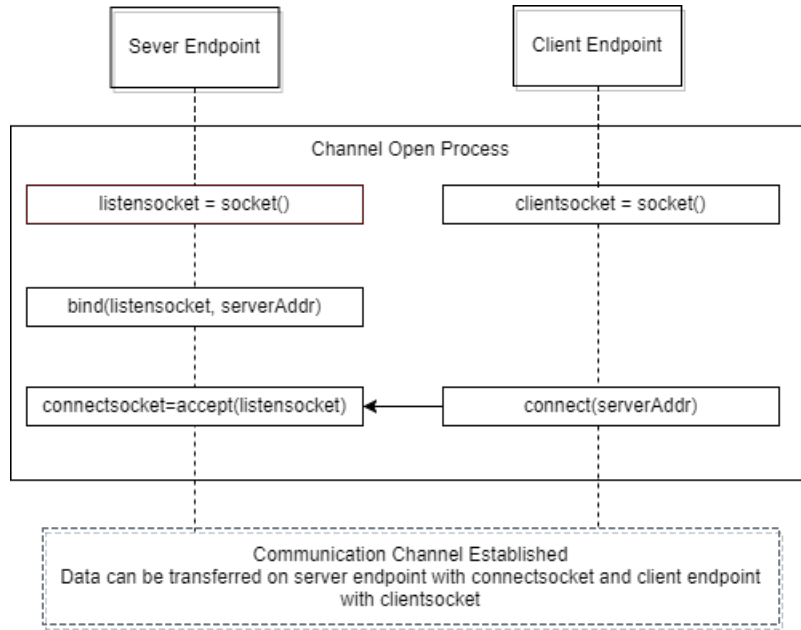 Sever Endpoint
Client Endpoint
Channel Open Process
listensocket = socket()
clientsocket = socket()
bind(listensocket, serverAddr)
connectsocket=accept(listensocket)
connect(serverAddr)
Communication Channel Established
Data can be transferred on server endpoint with connectsocket and client endpoint
with clientsocket